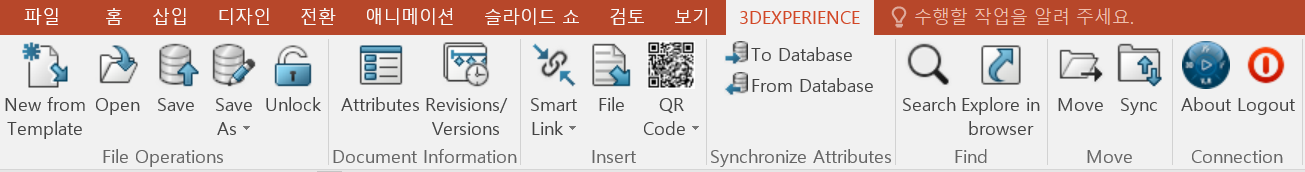 파일 홈 삽입 디자인 전환 애니메이션 슬라이드 쇼 검토 보기 3DEXPERIENCE 수행할 작업을 알려 주세요.
New from Template
Open
Save
Save As
Unlock
File Operations
Attributes
Revisions/
Versions
Document Information
Smart
Link
File
QR
Code
Insert
To Database
From Database
Synchronize Attributes
Search
Explore in
browser
Find
Move
Sync
Move
About
Logout
Connection